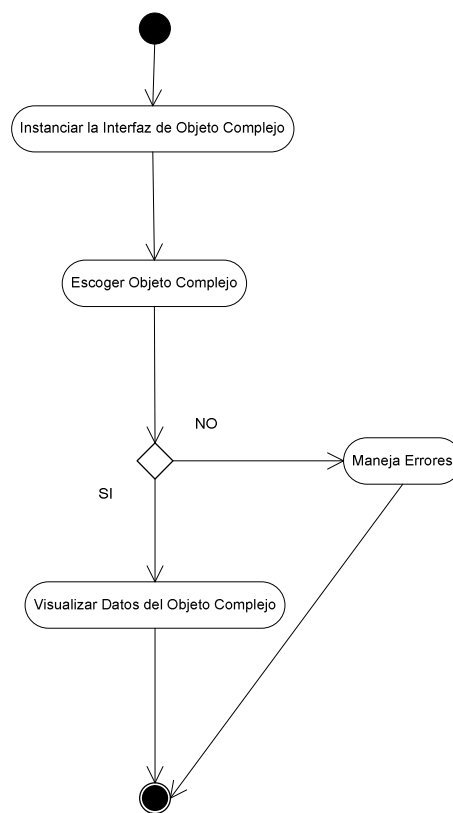 Instanciar la Interfaz de Objeto Complejo
Escoger Objeto Complejo
NO
Maneja Errores
SI
Visualizar Datos del Objeto Complejo